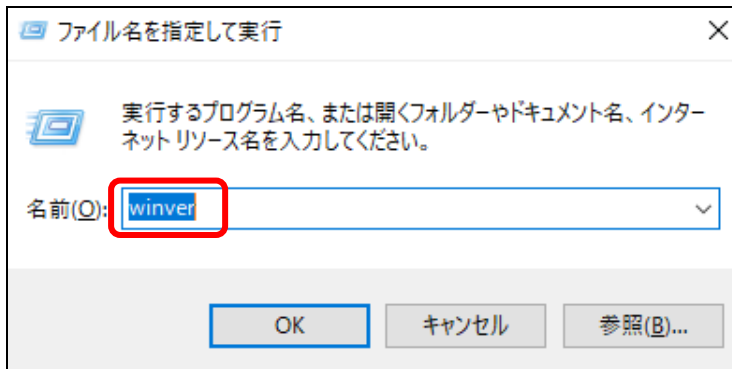 ファイル名を指定して実行
実行するプログラム名、または開くフォルダーやドキュメント名、インター
ネット リソース名を入力してください。
名前(O): winver
OK キャンセル 参照(B)...